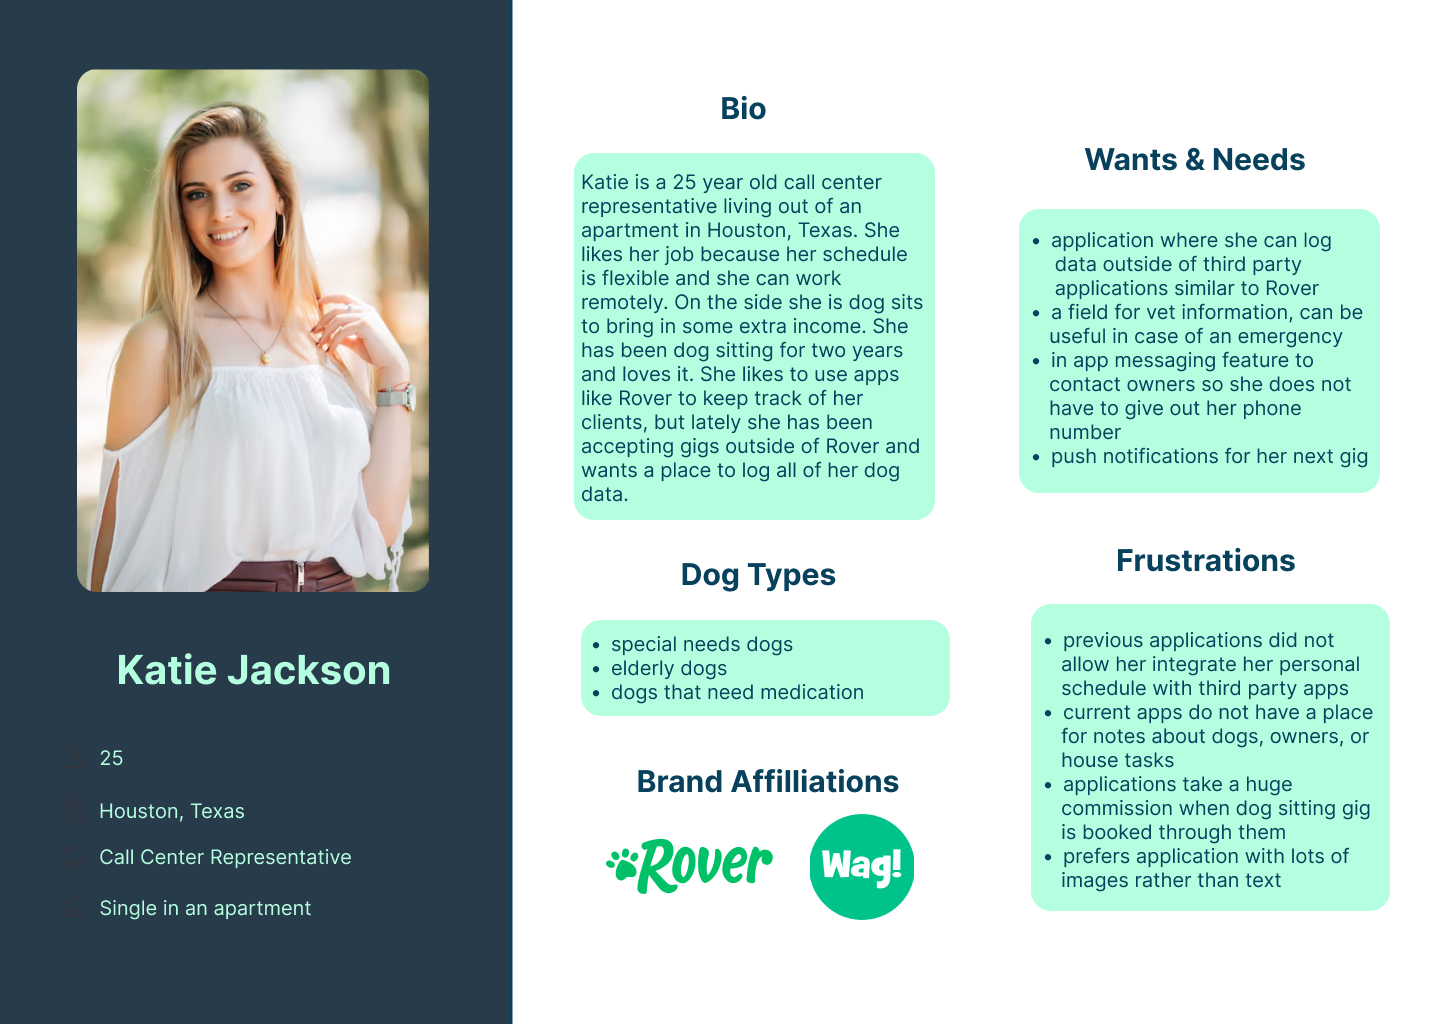 Katie Jackson
25
Houston, Texas
Call Center Representative
Single in an apartment
Bio
Katie is a 25 year old call center
representative living out of an
apartment in Houston, Texas. She
likes her job because her schedule
is flexible and she can work
remotely. On the side she is dog sits
to bring in some extra income. She
has been dog sitting for two years
and loves it. She likes to use apps
like Rover to keep track of her
clients, but lately she has been
accepting gigs outside of Rover and
wants a place to log all of her dog
data.
Dog Types
• special needs dogs
• elderly dogs
• dogs that need medication
Brand Affilliations
Rover
Wag!
Wants & Needs
• application where she can log
data outside of third party
applications similar to Rover
• a field for vet information, can be
useful in case of an emergency
• in app messaging feature to
contact owners so she does not
have to give out her phone
number
• push notifications for her next gig
Frustrations
• previous applications did not
allow her integrate her personal
schedule with third party apps
• current apps do not have a place
for notes about dogs, owners, or
house tasks
• applications take a huge
commission when dog sitting gig
is booked through them
• prefers application with lots of
images rather than text